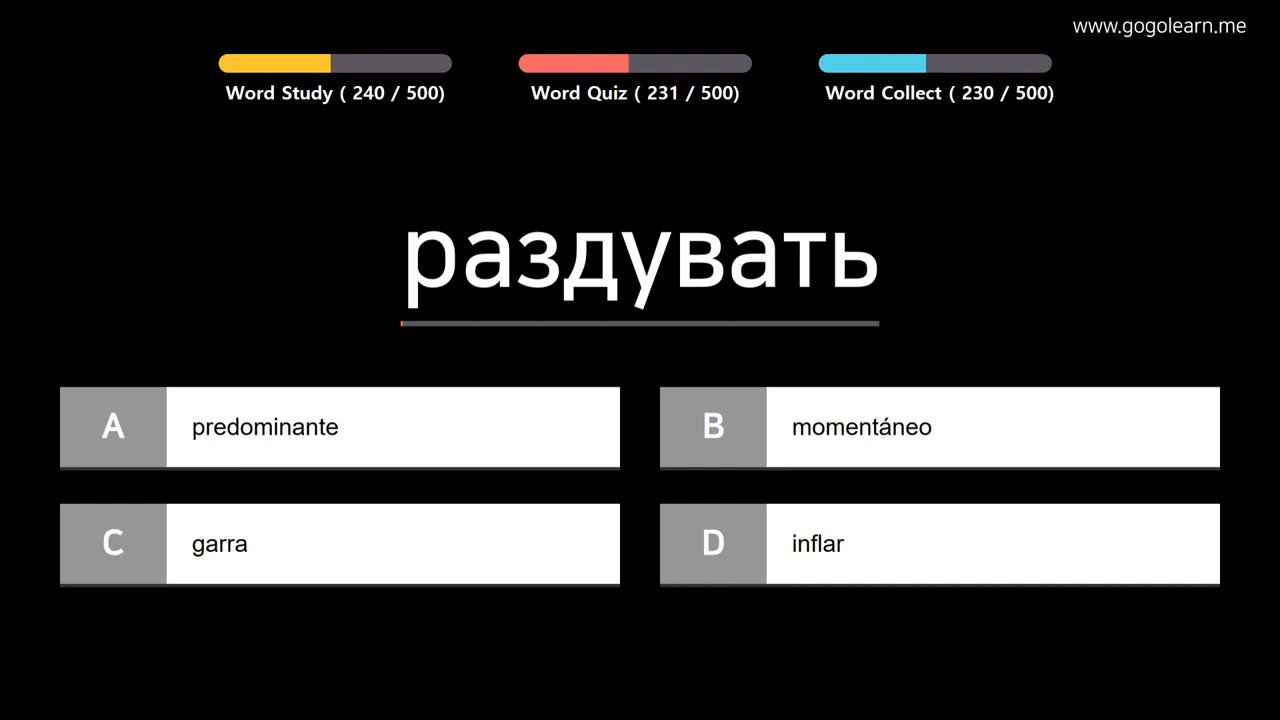 www.gogolearn.me
Word Study ( 240 / 500)
Word Quiz ( 231 / 500)
Word Collect ( 230 / 500)
раздувать
A predominante
B momentáneo
C garra
D inflar